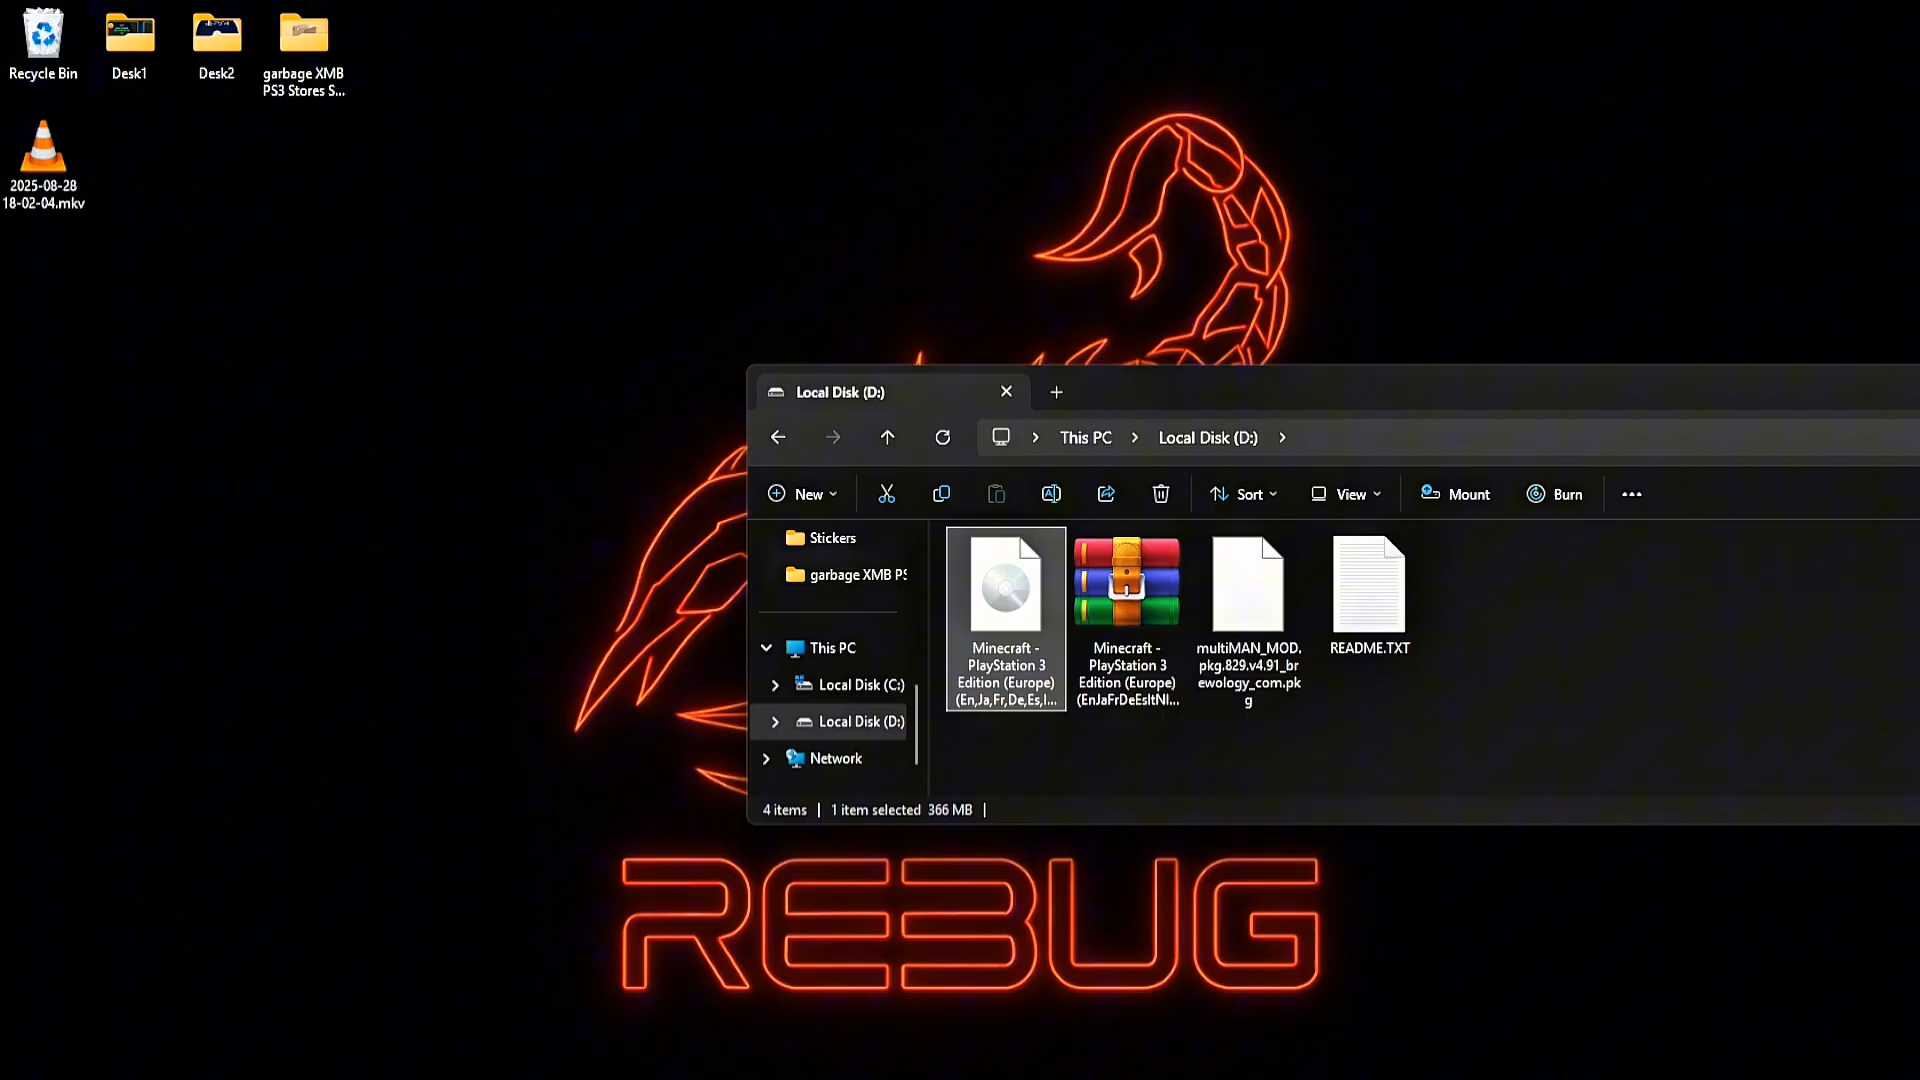 Recycle Bin
Desk1
Desk2
garbage XMB
PS3 Stores S...
2025-08-28
18-02-04.mkv
Local Disk (D:)
This PC
Local Disk (D:)
New
Sort
View
Mount
Burn
Stickers
garbage XMB PS
This PC
Local Disk (C:)
Local Disk (D:)
Network
Minecraft -
PlayStation 3
Edition (Europe)
(En,Ja,Fr,De,Es,I...
Minecraft -
PlayStation 3
Edition (Europe)
(EnJaFrDeEsItNl...
multiMAN_MOD.
pkg.829.v4.91_br
ewology_com.pk
g
README.TXT
4 items
1 item selected 366 MB
REBUG